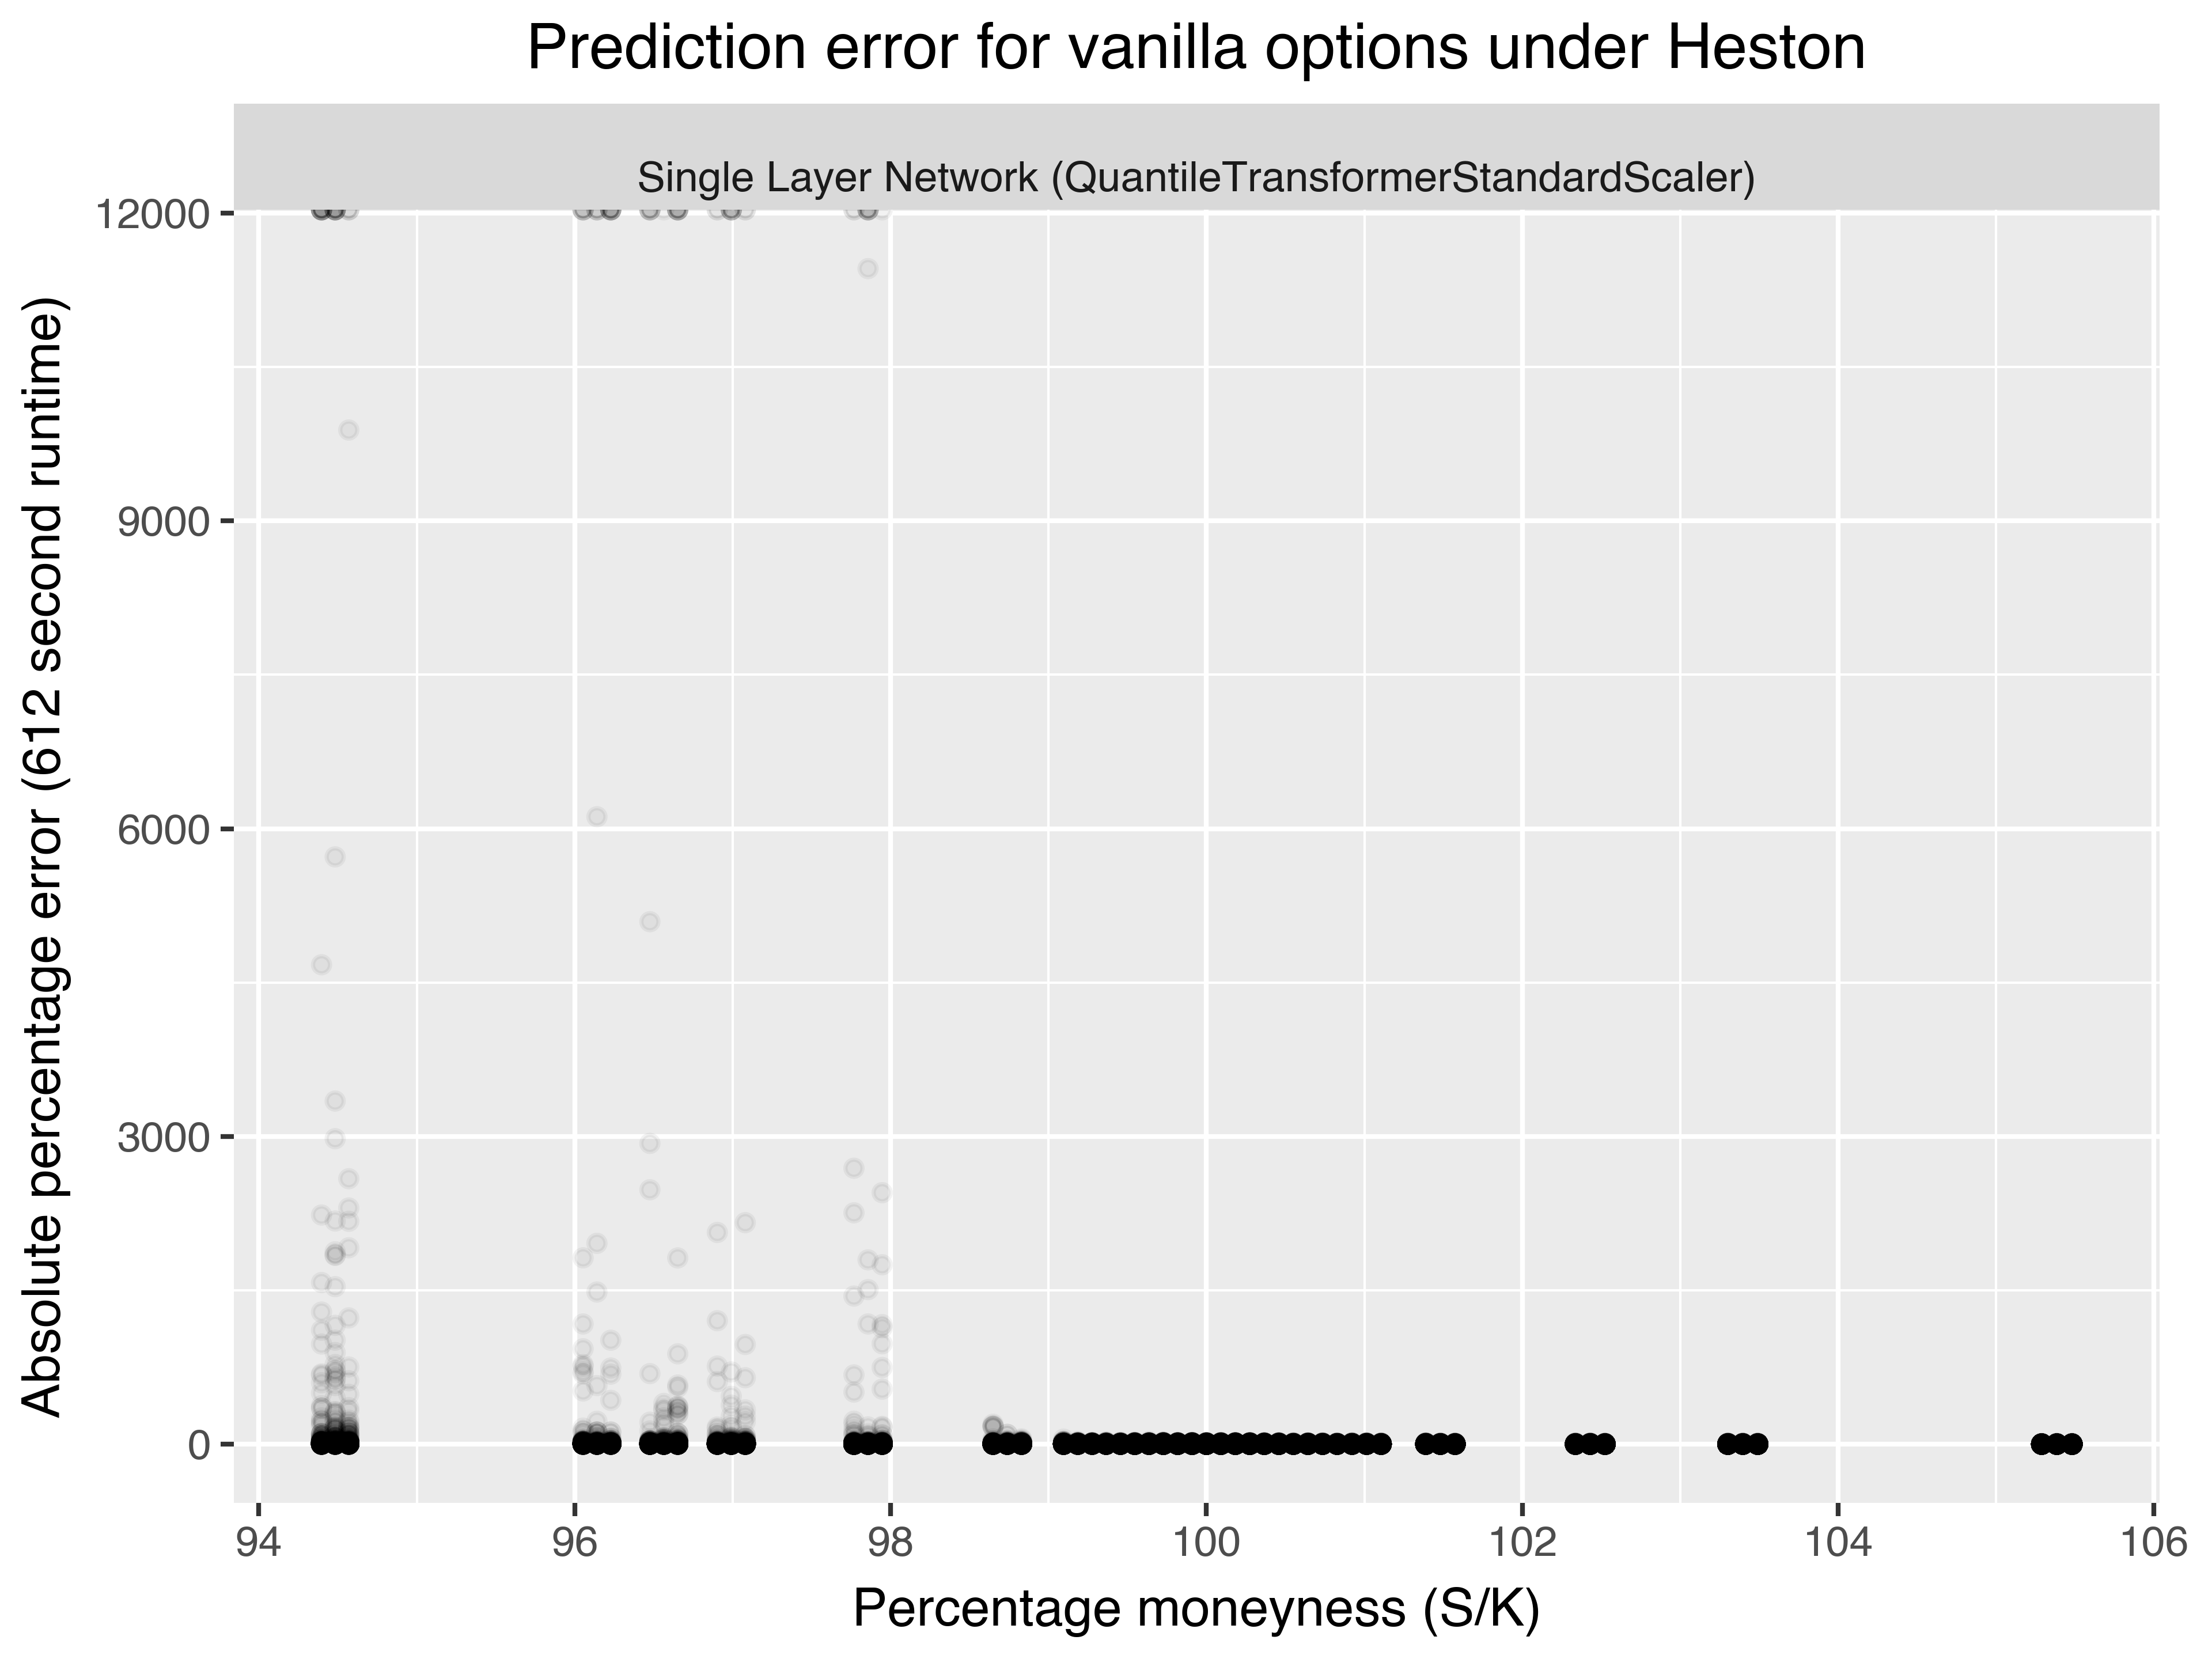 Prediction error for vanilla options under Heston
Single Layer Network (QuantileTransformerStandardScaler)
Absolute percentage error (612 second runtime)
12000
9000
6000
3000
0
94 96 98 100 102 104 106
Percentage moneyness (S/K)